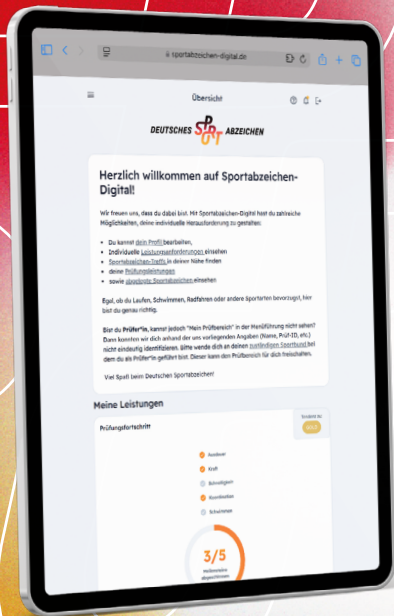 sportabzeichen-digital.de
Übersicht
DEUTSCHES SPORT ABZEICHEN
Herzlich willkommen auf Sportabzeichen-
Digital!
Wir freuen uns, dass du dabei bist. Mit Sportabzeichen-Digital hast du zahlreiche
Möglichkeiten, deine individuelle Herausforderung zu gestalten:
• Du kannst dein Profil bearbeiten,
• Individuelle Leistungsanforderungen einsehen
• Sportabzeichen-Treffs in deiner Nähe finden
• deine Prüfungsleistungen
• sowie abgelegte Sportabzeichen einsehen
Egal, ob du Laufen, Schwimmen, Radfahren oder andere Sportarten bevorzugst, hier
bist du genau richtig.
Bist du Prüfer*in, kannst jedoch "Mein Prüfbereich" in der Menüführung nicht sehen?
Dann konnten wir dich anhand der uns vorliegenden Angaben (Name, Prüf-ID, etc.)
nicht eindeutig identifizieren. Bitte wende dich an deinen zuständigen Sportbund bei
dem du als Prüfer*in geführt bist. Dieser kann den Prüfbereich für dich freischalten.
Viel Spaß beim Deutschen Sportabzeichen!
Meine Leistungen
Prüfungsfortschritt
Ausdauer
Kraft
Schnelligkeit
Koordination
Schwimmen
3/5